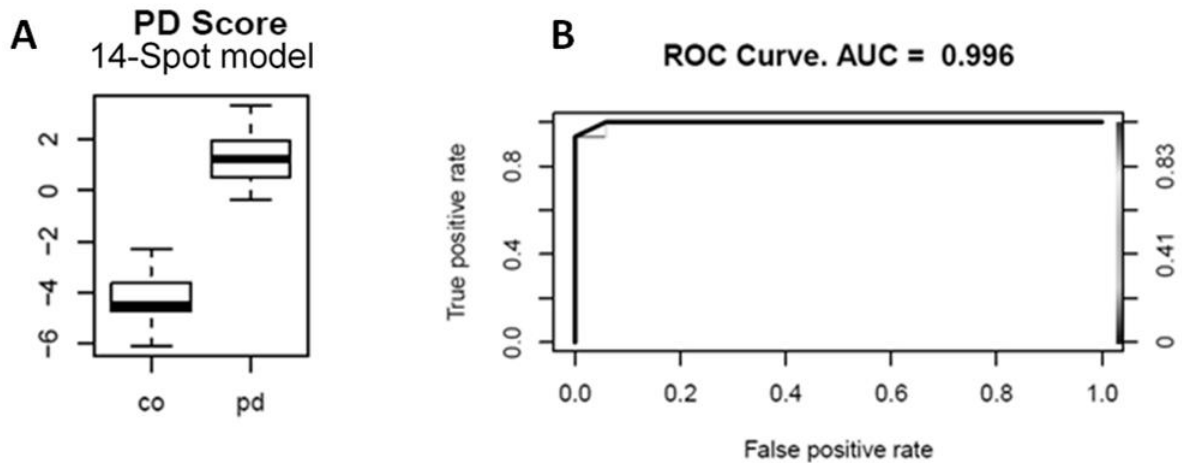 A
PD Score
14-Spot model
2
0
-2
-4
-6
co
pd
B
ROC Curve. AUC = 0.996
True positive rate
0.8
0.4
0.0
0.83
0.41
0
0.0 0.2 0.4 0.6 0.8 1.0
False positive rate